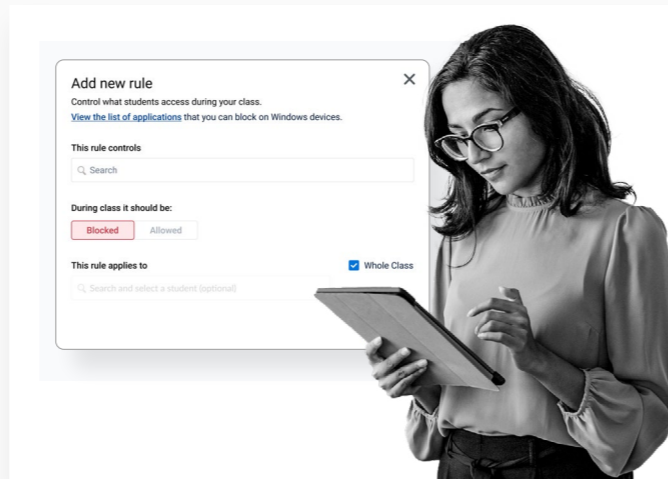 Add new rule
Control what students access during your class.
View the list of applications that you can block on Windows devices.
This rule controls
Search
During class it should be:
Blocked Allowed
This rule applies to Whole Class
Search and select a student (optional)